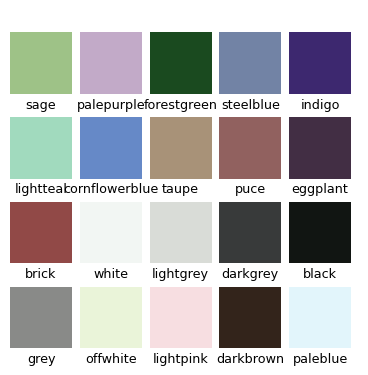 sage palepurple forestgreen steelblue indigo
lightteal cornflowerblue taupe puce eggplant
brick white lightgrey darkgrey black
grey offwhite lightpink darkbrown paleblue